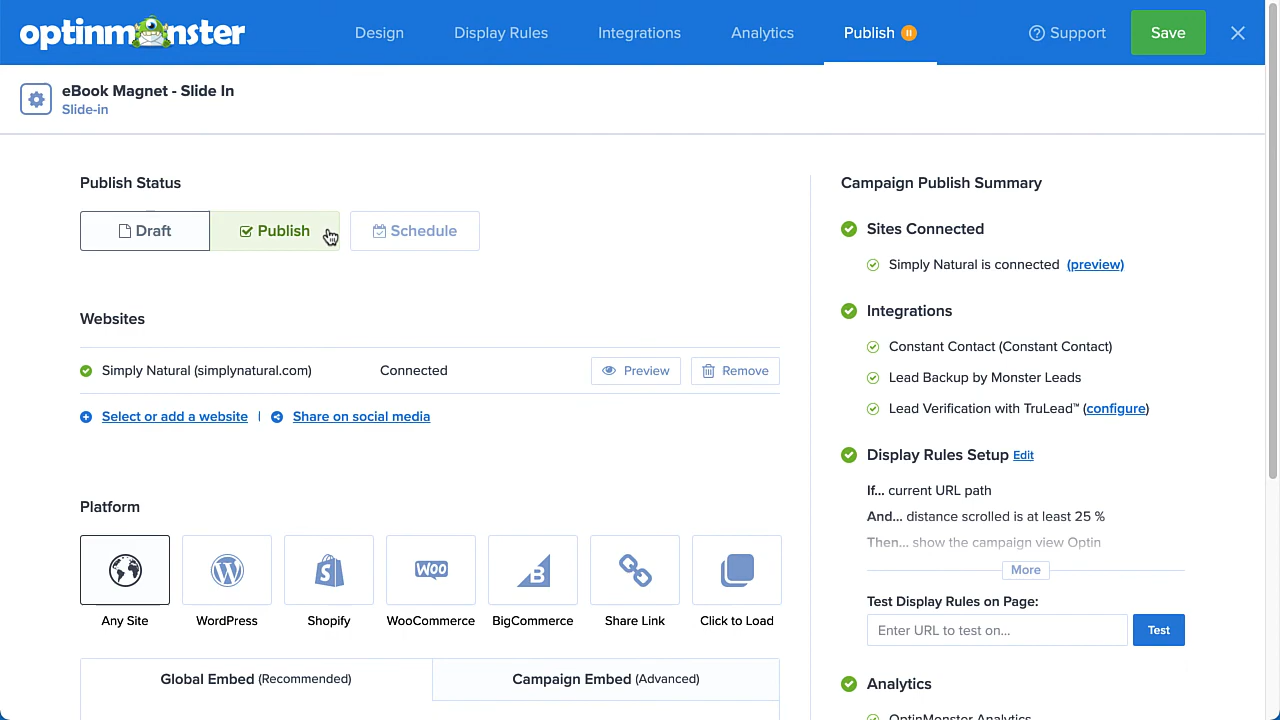 optinmonster
Design
Display Rules
Integrations
Analytics
Publish
Support
Save
eBook Magnet - Slide In
Slide-in
Publish Status
Draft
Publish
Schedule
Websites
Simply Natural (simplynatural.com)
Connected
Preview
Remove
Select or add a website | Share on social media
Platform
Any Site
WordPress
Shopify
WOO
WooCommerce
B
BigCommerce
Share Link
Click to Load
Global Embed (Recommended)
Campaign Embed (Advanced)
Campaign Publish Summary
Sites Connected
Simply Natural is connected (preview)
Integrations
Constant Contact (Constant Contact)
Lead Backup by Monster Leads
Lead Verification with TruLead™ (configure)
Display Rules Setup Edit
If... current URL path
And... distance scrolled is at least 25 %
Then... show the campaign view Optin
More
Test Display Rules on Page:
Enter URL to test on...
Test
Analytics
OptinMonster Analytics